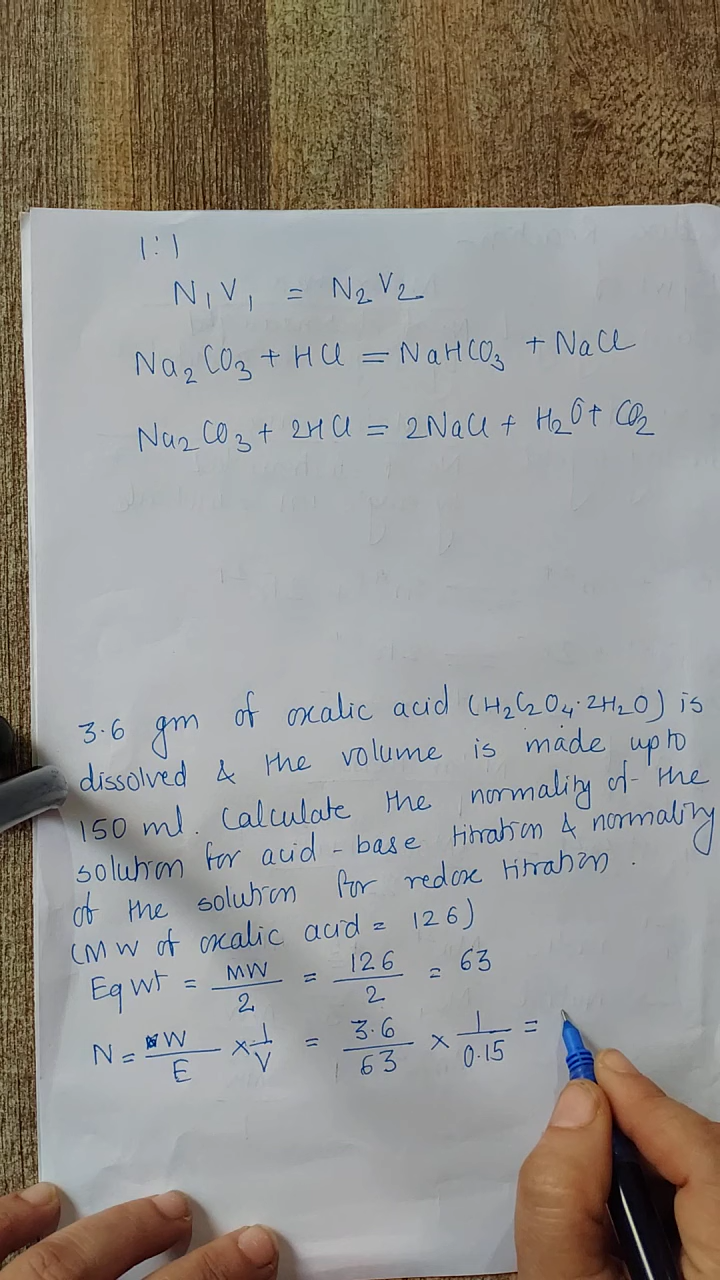 1:1
N₁V₁ = N₂V₂
Na₂CO₃ + HCl = NaHCO₃ + NaCl
Na₂CO₃ + 2HCl = 2NaCl + H₂O + CO₂
3.6 gm of oxalic acid (H₂C₂O₄·2H₂O) is
dissolved & the volume is made upto
150 ml. Calculate the normality of the
solution for acid-base titration & normality
of the solution for redox titration.
(MW of oxalic acid = 126)
Eq wt = MW/2 = 126/2 = 63
N = W/E × 1/V = 3.6/63 × 1/0.15 =